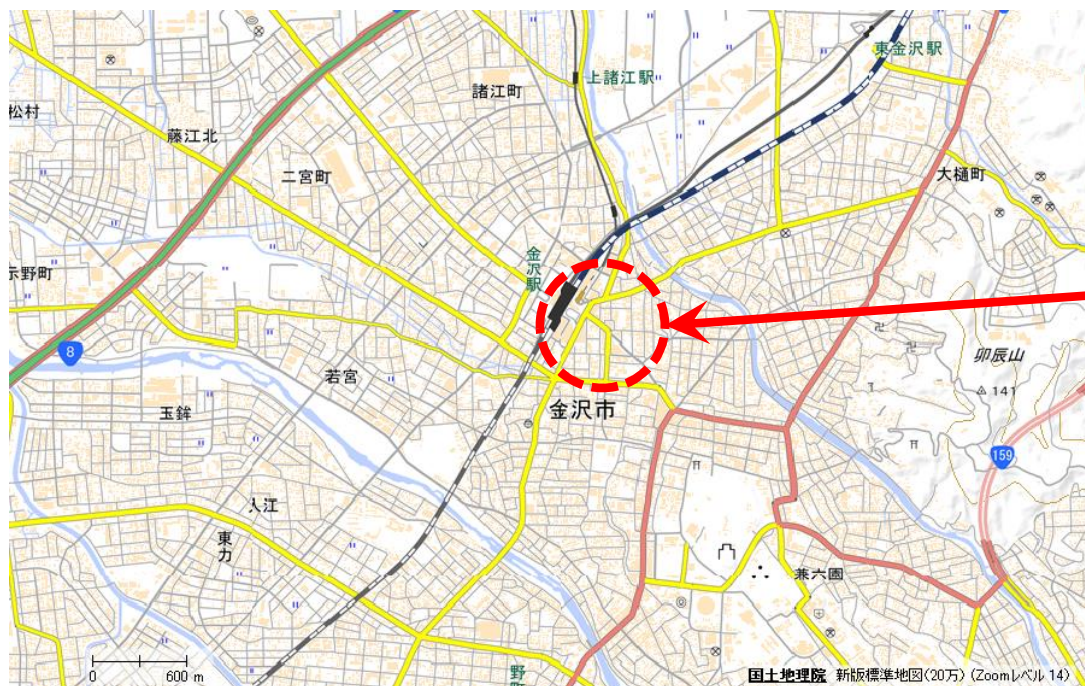 東金沢駅
上諸江駅
諸江町
松村
藤江北
二宮町
大樋町
金沢駅
示野町
8
卯辰山
若宮
141
玉鉾
金沢市
159
入江
東力
兼六園
0
600 m
野町
国土地理院 新版標準地図(20万) (Zoomレベル 14)